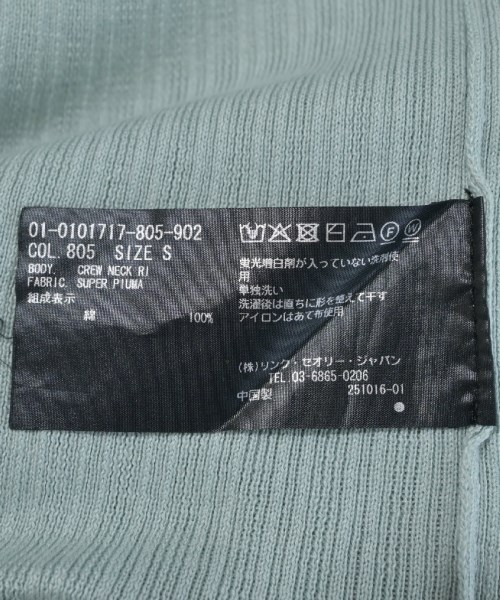 01-0101717-805-902
COL. 805 SIZE S
BODY. CREW NECK RI
FABRIC. SUPER PIUMA
組成表示
綿 100%
蛍光増白剤が入っていない洗剤使
用
単独洗い
洗濯後は直ちに形を整えて干す
アイロンはあて布使用
(株)リンク・セオリー・ジャパン
TEL.03-6865-0206
中国製 251016-01